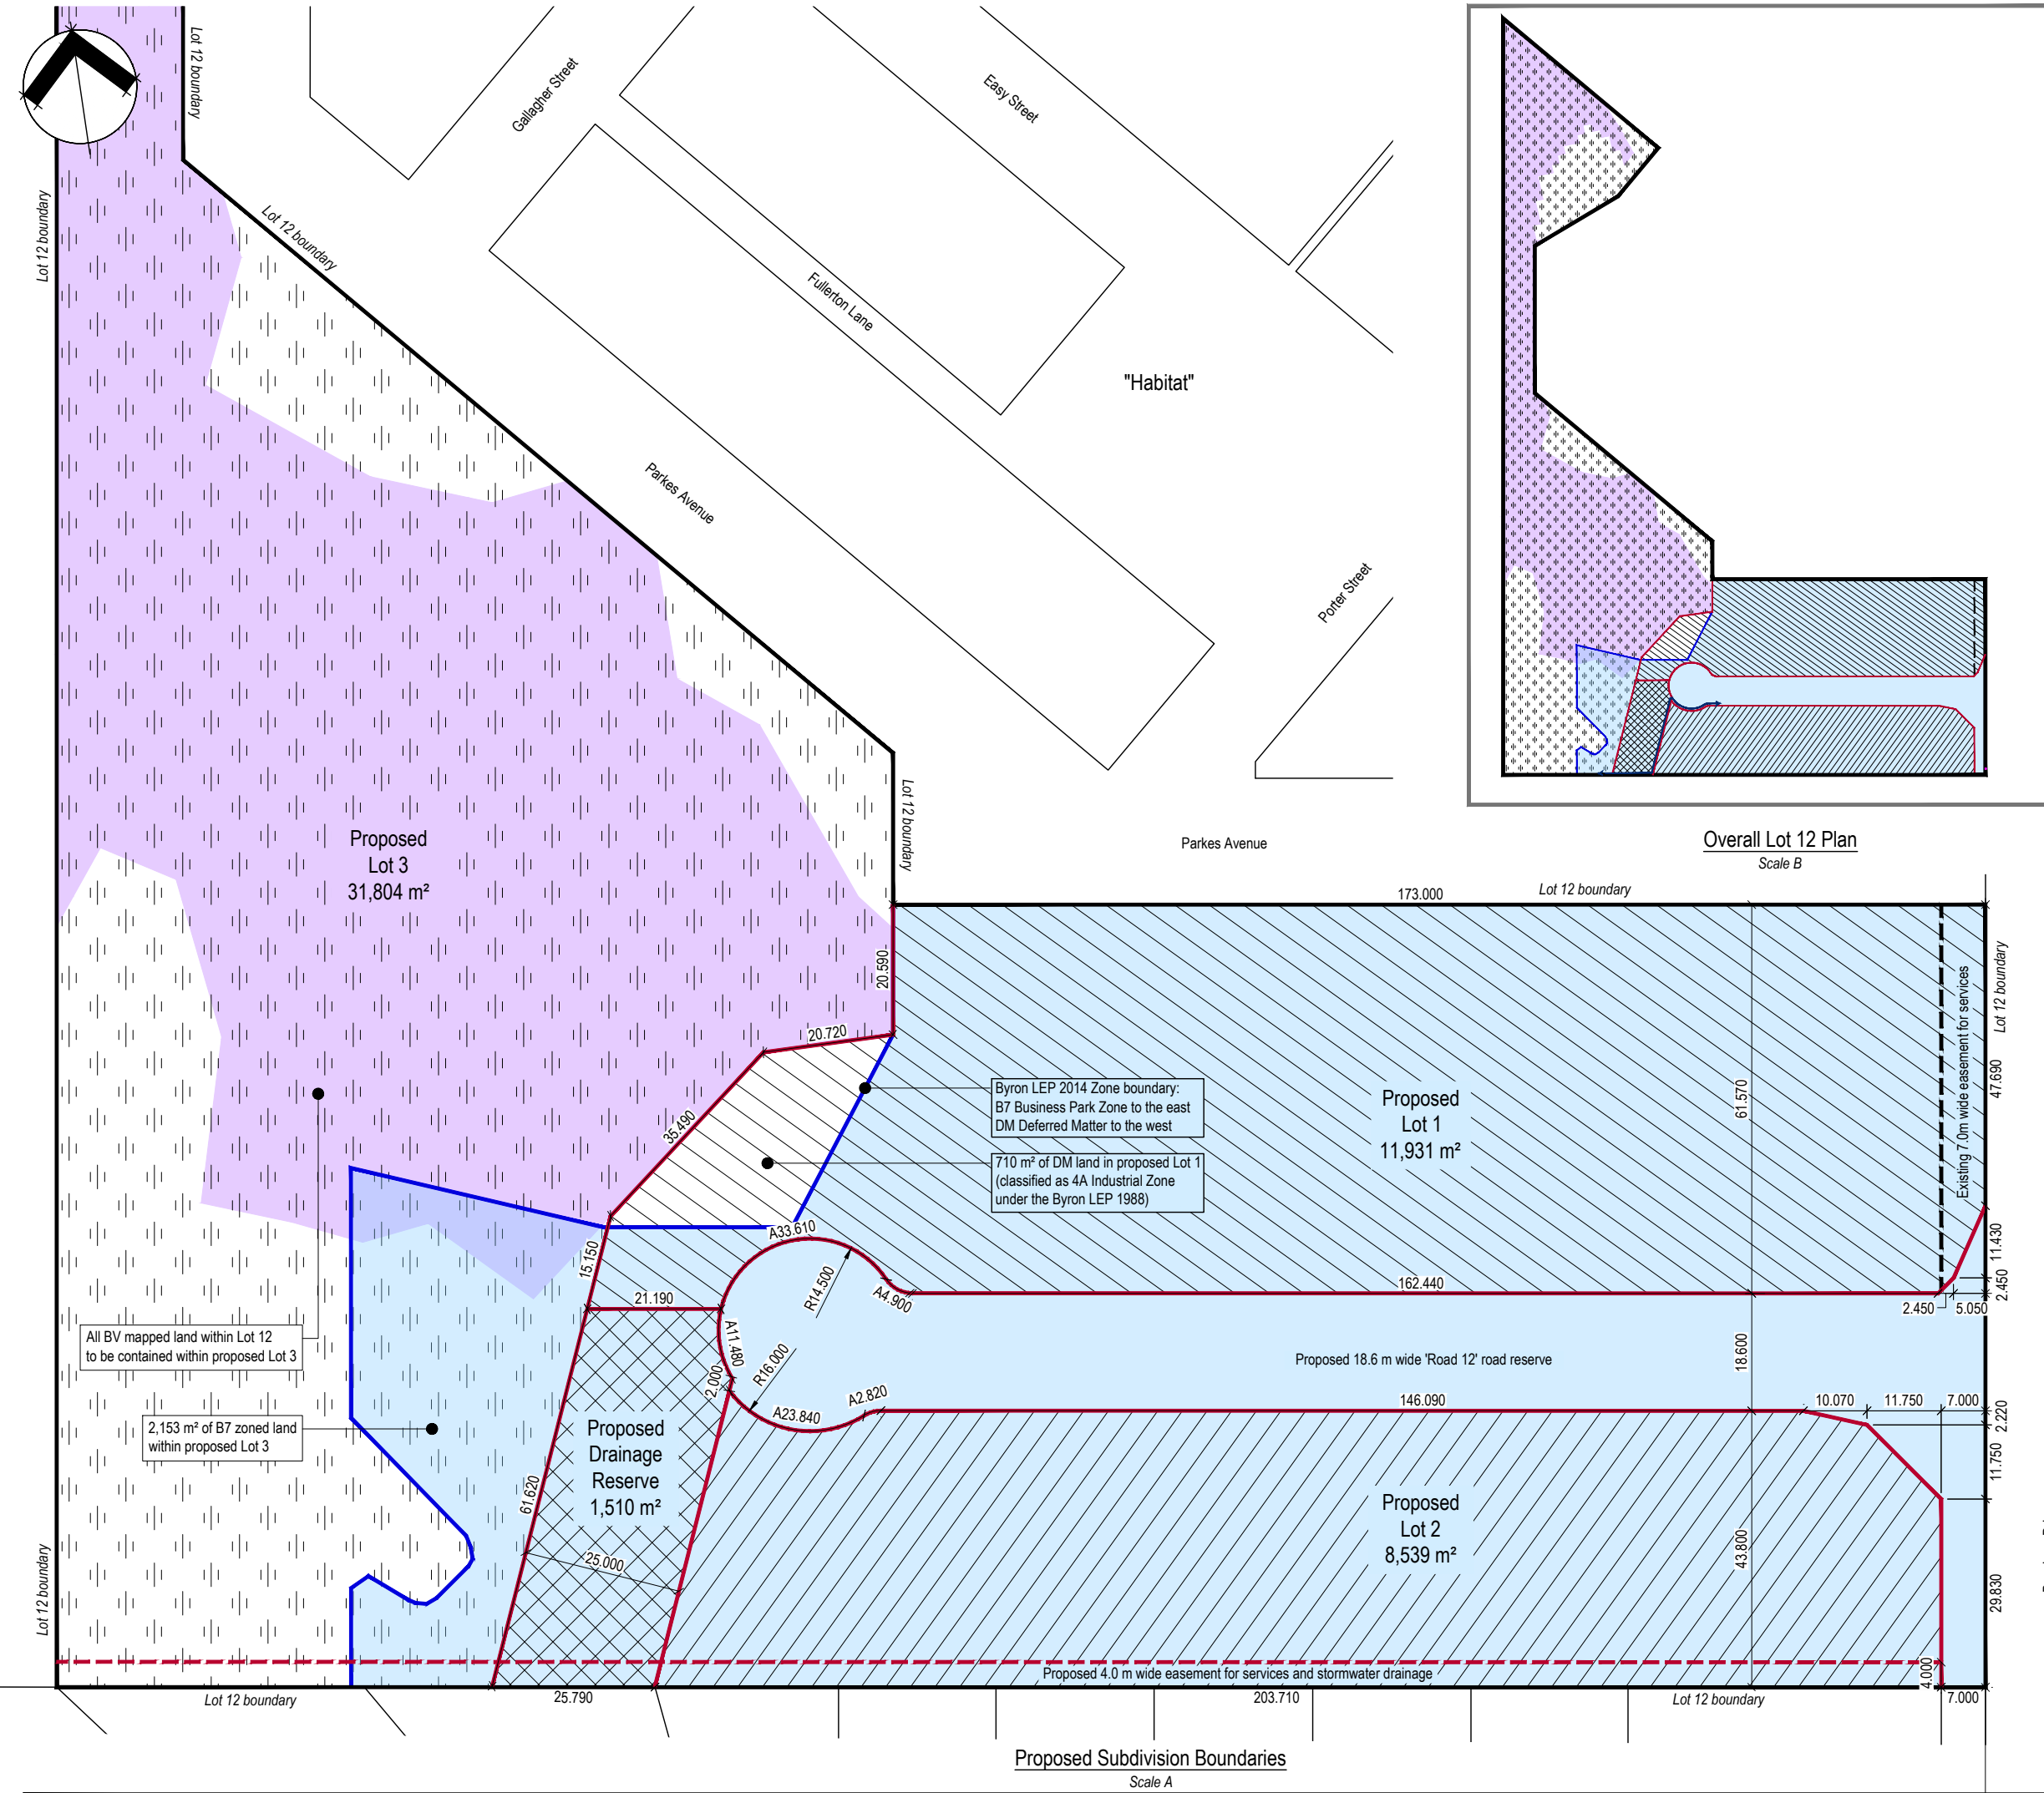 Lot 12 boundary
Lot 12 boundary
Lot 12 boundary
Gallagher Street
Easy Street
Fullerton Lane
"Habitat"
Parkes Avenue
Porter Street
Lot 12 boundary
Parkes Avenue
Overall Lot 12 Plan
Scale B
Proposed
Lot 3
31,804 m²
173.000
Lot 12 boundary
Lot 12 boundary
20.590
20.720
35.490
Byron LEP 2014 Zone boundary:
B7 Business Park Zone to the east
DM Deferred Matter to the west
710 m² of DM land in proposed Lot 1
(classified as 4A Industrial Zone
under the Byron LEP 1988)
Proposed
Lot 1
11,931 m²
61.570
Existing 7.0m wide easement for services
47.690
11.430
2.450
2.450
5.050
A33.610
R14.500
A4.900
162.440
15.150
21.190
A11.480
2.000
R16.000
A23.840
A2.820
Proposed 18.6 m wide 'Road 12' road reserve
18.600
146.090
10.070
11.750
7.000
2.220
11.750
All BV mapped land within Lot 12
to be contained within proposed Lot 3
2,153 m² of B7 zoned land
within proposed Lot 3
Proposed
Drainage
Reserve
1,510 m²
61.620
25.000
Proposed
Lot 2
8,539 m²
43.800
29.830
Lot 12 boundary
Proposed 4.0 m wide easement for services and stormwater drainage
4.000
Lot 12 boundary
25.790
203.710
Lot 12 boundary
7.000
Proposed Subdivision Boundaries
Scale A